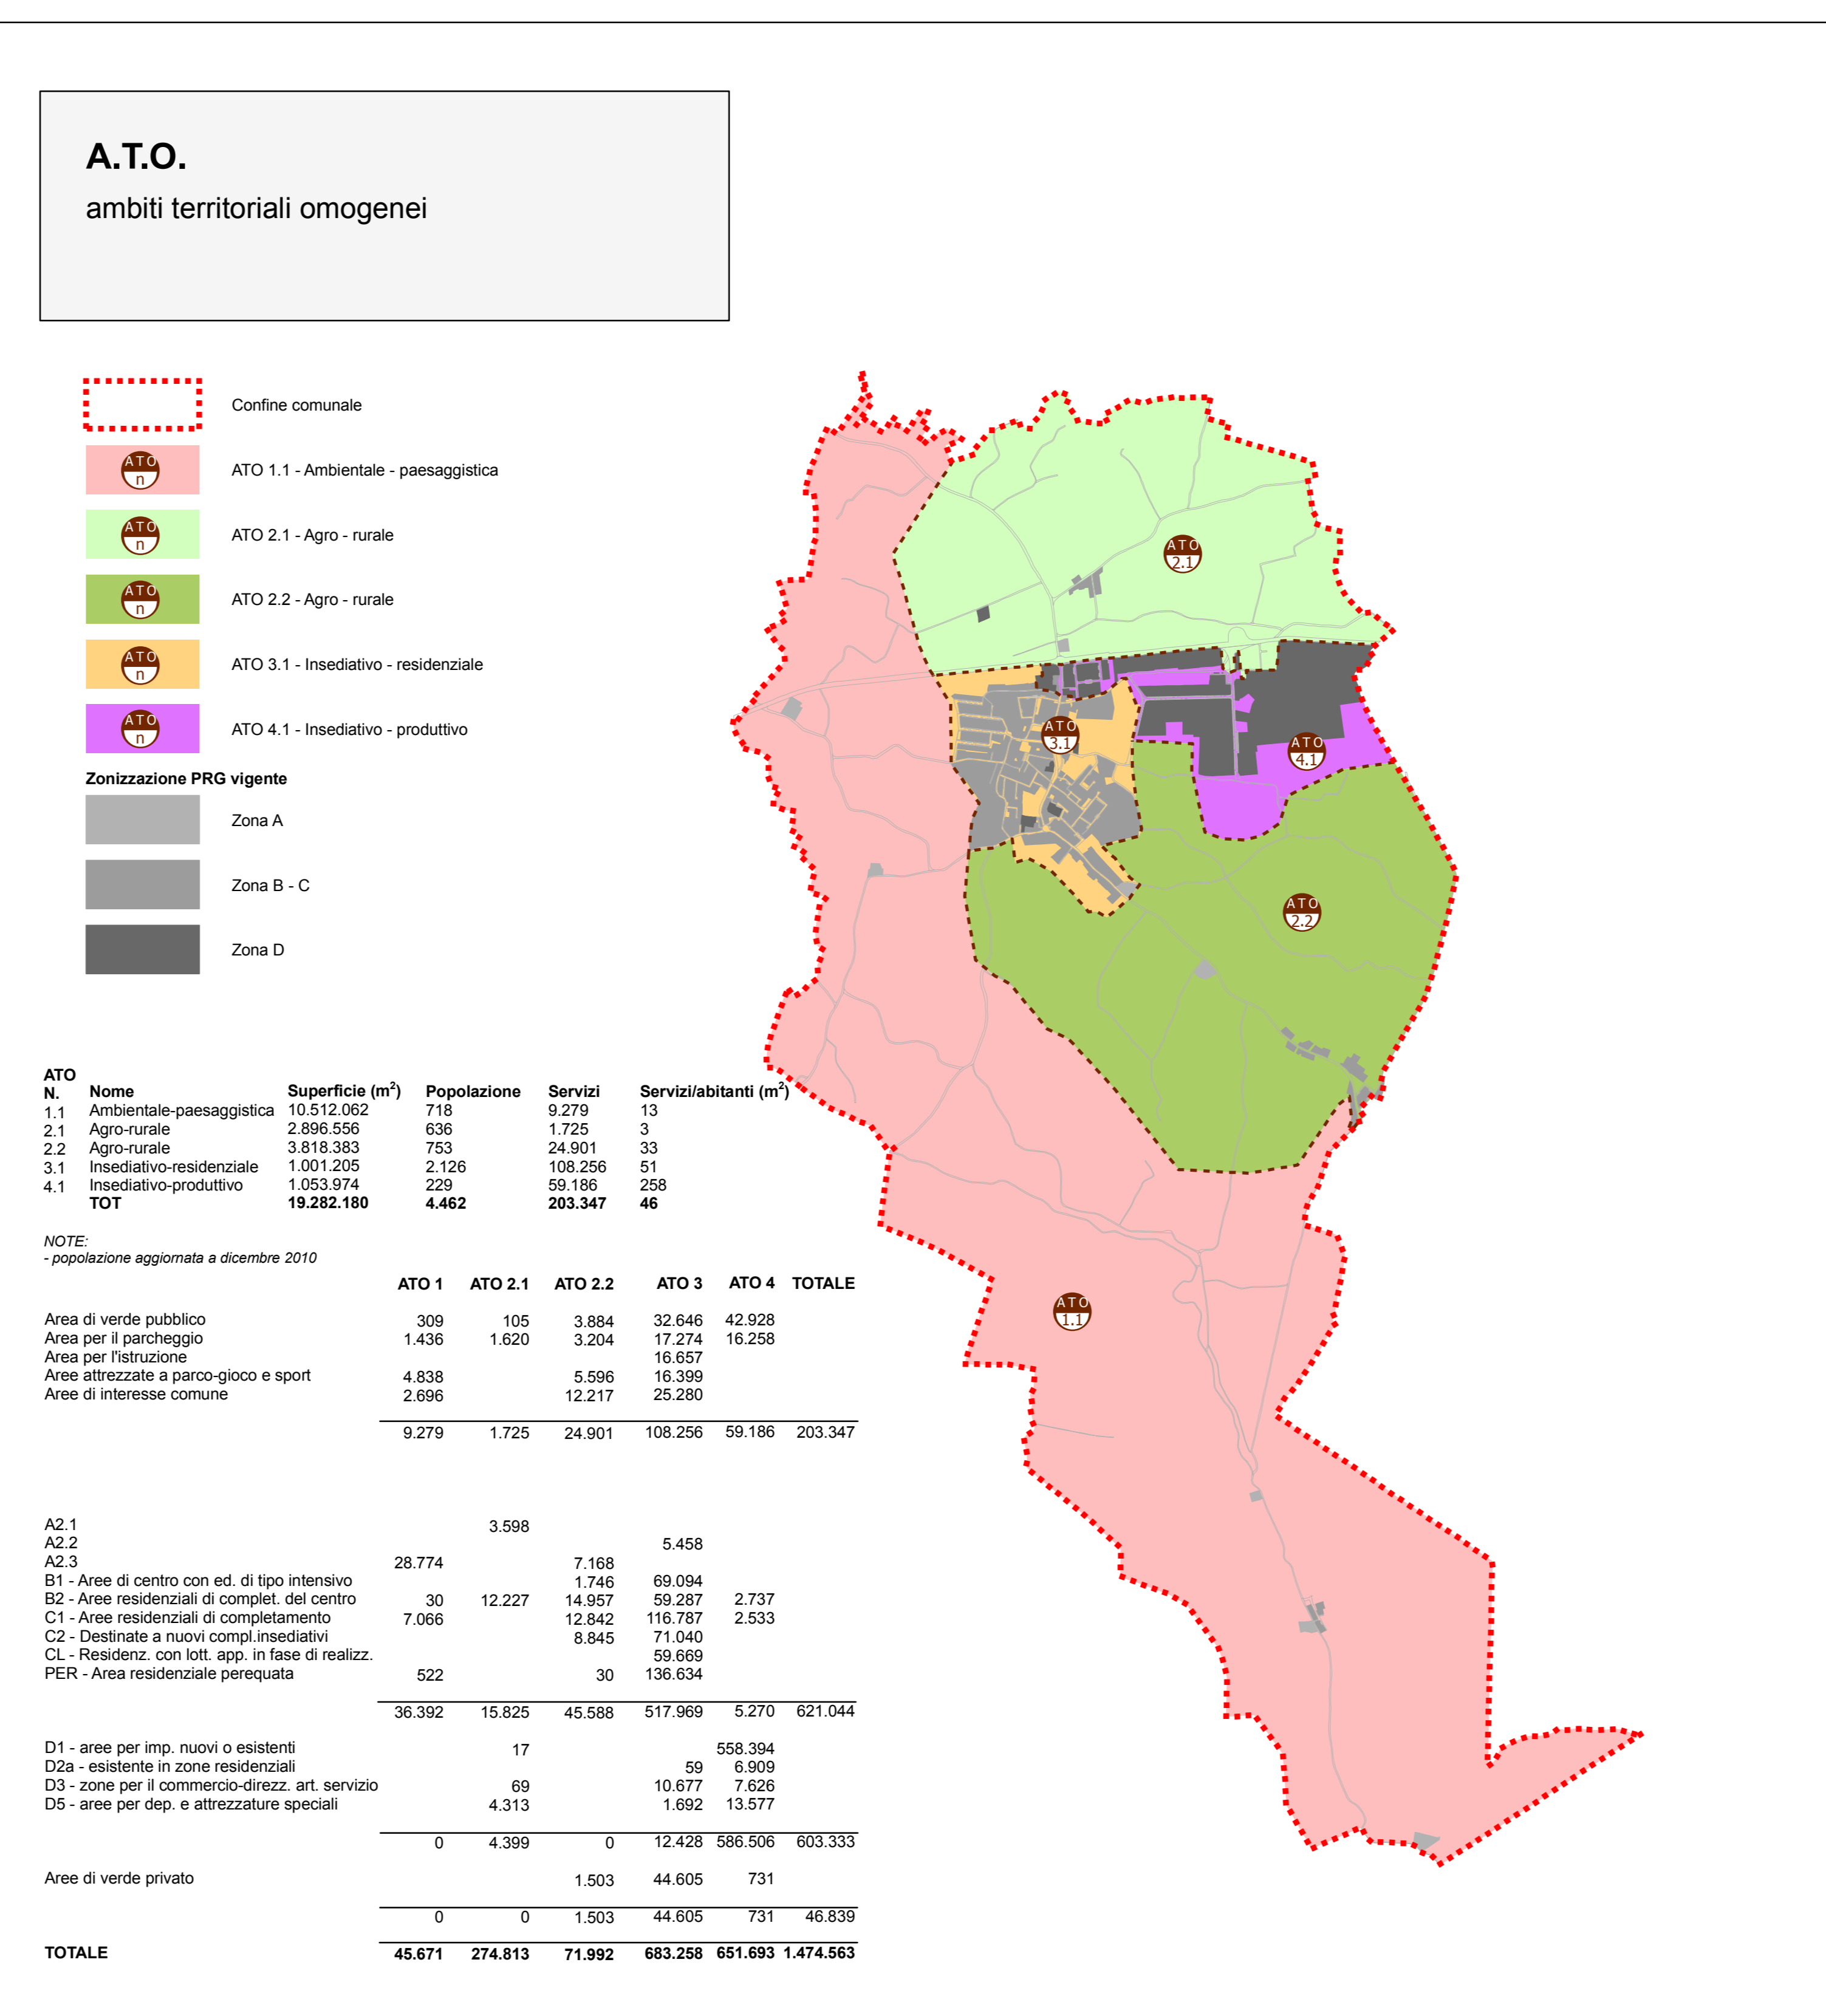 A.T.O.
ambiti territoriali omogenei
Confine comunale
ATO n ATO 1.1 - Ambientale - paesaggistica
ATO n ATO 2.1 - Agro - rurale
ATO n ATO 2.2 - Agro - rurale
ATO n ATO 3.1 - Insediativo - residenziale
ATO n ATO 4.1 - Insediativo - produttivo
Zonizzazione PRG vigente
Zona A
Zona B - C
Zona D
ATO 2.1
ATO 3.1
ATO 4.1
ATO 2.2
ATO 1.1
ATO N. Nome Superficie (m²) Popolazione Servizi Servizi/abitanti (m²)
1.1 Ambientale-paesaggistica 10.512.062 718 9.279 13
2.1 Agro-rurale 2.896.556 636 1.725 3
2.2 Agro-rurale 3.818.383 753 24.901 33
3.1 Insediativo-residenziale 1.001.205 2.126 108.256 51
4.1 Insediativo-produttivo 1.053.974 229 59.186 258
TOT 19.282.180 4.462 203.347 46
NOTE:
- popolazione aggiornata a dicembre 2010
ATO 1 ATO 2.1 ATO 2.2 ATO 3 ATO 4 TOTALE
Area di verde pubblico 309 105 3.884 32.646 42.928
Area per il parcheggio 1.436 1.620 3.204 17.274 16.258
Area per l'istruzione 16.657
Aree attrezzate a parco-gioco e sport 4.838 5.596 16.399
Aree di interesse comune 2.696 12.217 25.280
9.279 1.725 24.901 108.256 59.186 203.347
A2.1 3.598
A2.2 5.458
A2.3 28.774 7.168
B1 - Aree di centro con ed. di tipo intensivo 1.746 69.094
B2 - Aree residenziali di complet. del centro 30 12.227 14.957 59.287 2.737
C1 - Aree residenziali di completamento 7.066 12.842 116.787 2.533
C2 - Destinate a nuovi compl.insediativi 8.845 71.040
CL - Residenz. con lott. app. in fase di realizz. 59.669
PER - Area residenziale perequata 522 30 136.634
36.392 15.825 45.588 517.969 5.270 621.044
D1 - aree per imp. nuovi o esistenti 17 558.394
D2a - esistente in zone residenziali 59 6.909
D3 - zone per il commercio-direzz. art. servizio 69 10.677 7.626
D5 - aree per dep. e attrezzature speciali 4.313 1.692 13.577
0 4.399 0 12.428 586.506 603.333
Aree di verde privato 1.503 44.605 731
0 0 1.503 44.605 731 46.839
TOTALE 45.671 274.813 71.992 683.258 651.693 1.474.563